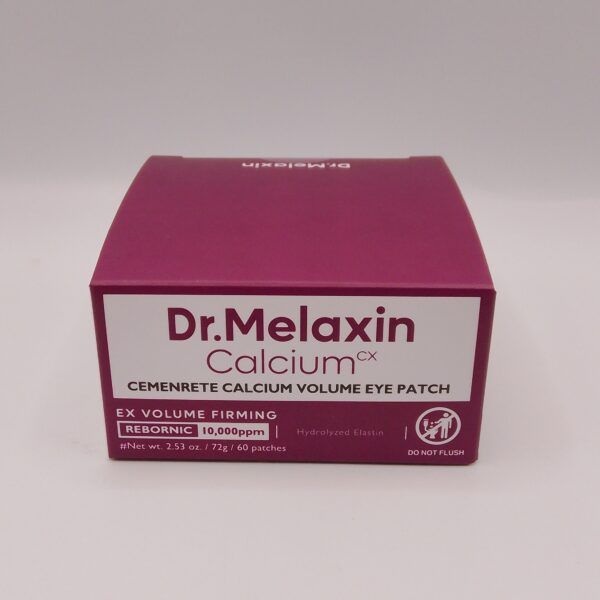 Dr.Melaxin
Dr.Melaxin
Calcium CX
CEMENRETE CALCIUM VOLUME EYE PATCH
EX VOLUME FIRMING
REBORNIC 10,000ppm | Hydrolyzed Elastin |
#Net wt. 2.53 oz. / 72g / 60 patches
DO NOT FLUSH